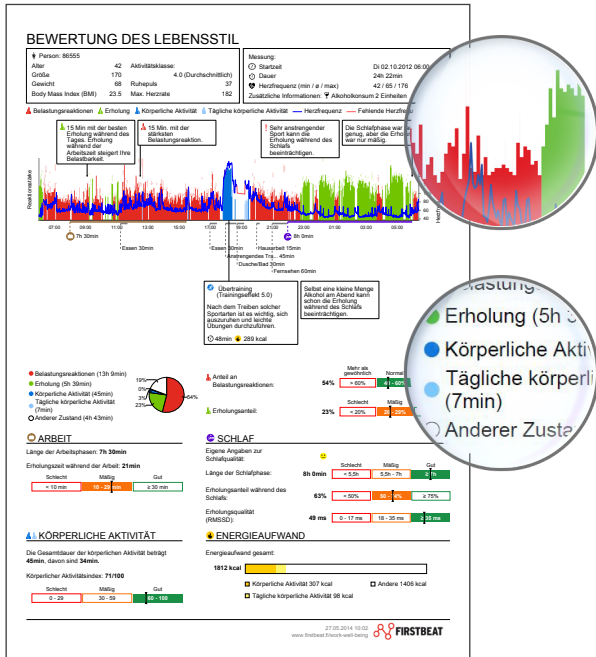 BEWERTUNG DES LEBENSSTIL
Person: 86555
Alter 42 Aktivitätsklasse:
Größe 170 4.0 (Durchschnittlich)
Gewicht 68 Ruhepuls 37
Body Mass Index (BMI) 23.5 Max. Herzrate 182
Messung:
Startzeit Di 02.10.2012 06:00
Dauer 24h 22min
Herzfrequenz (min / ø / max) 42 / 65 / 176
Zusätzliche Informationen: Alkoholkonsum 2 Einheiten
Belastungsreaktionen Erholung Körperliche Aktivität Tägliche körperliche Aktivität Herzfrequenz Fehlende Herzfrequ
15 Min mit der besten Erholung während des Tages. Erholung während der Arbeitszeit steigert Ihre Belastbarkeit.
15 Min. mit der stärksten Belastungsreaktion.
Sehr anstrengender Sport kann die Erholung während des Schlafs beeinträchtigen.
Die Schlafphase war genug, aber die Erholu war nur mäßig.
Reaktionsstärke
Herzfre
80
60
40
07:00 09:00 11:00 13:00 15:00 17:00 19:00 21:00 23:00 01:00 03:00 05:00
7h 30min
8h 0min
Essen 30min
Essen 30min
Hausarbeit 15min
Anstrengendes Tra... 45min
Dusche/Bad 30min
Fernsehen 60min
Übertraining
(Trainingseffekt 5.0)
Nach dem Treiben solcher
Sportarten ist es wichtig, sich
auszuruhen und leichte
Übungen durchzuführen.
48min 289 kcal
Selbst eine kleine Menge
Alkohol am Abend kann
schon die Erholung
während des Schlafes
beeinträchtigen.
elastung
Erholung (5h 3
Körperliche Aktiv
Tägliche körperli
(7min)
Anderer Zusta
Belastungsreaktionen (13h 9min)
Erholung (5h 39min)
Körperliche Aktivität (45min)
Tägliche körperliche Aktivität
(7min)
Anderer Zustand (4h 43min)
19%
0%
3%
23%
64%
Mehr als gewöhnlich Normal
Anteil an
Belastungsreaktionen: 54% > 60% 40 - 60%
Erholungsanteil: 23% < 20% 20 - 29%
ARBEIT
Länge der Arbeitsphase: 7h 30min
Erholungszeit während der Arbeit: 21min
Schlecht Mäßig Gut
< 10 min 10 - 29 min ≥ 30 min
SCHLAF
Eigene Angaben zur
Schlafqualität:
Schlecht Mäßig Gut
Länge der Schlafphase: 8h 0min < 5,5h 5,5h - 7h ≥ 7h
Erholungsanteil während des
Schlafs: 63% < 50% 50 - 74% ≥ 75%
Erholungsqualität
(RMSSD): 49 ms 0 - 17 ms 18 - 35 ms ≥ 35 ms
KÖRPERLICHE AKTIVITÄT
Die Gesamtdauer der körperlichen Aktivität beträgt
45min, davon sind 34min.
Körperlicher Aktivitätsindex: 71/100
Schlecht Mäßig Gut
0 - 29 30 - 59 60 - 100
ENERGIEAUFWAND
Energieaufwand gesamt:
1812 kcal
Körperliche Aktivität 307 kcal Andere 1406 kcal
Tägliche körperliche Aktivität 98 kcal
27.05.2014 10:02
www.firstbeat.fi/work-well-being
FIRSTBEAT